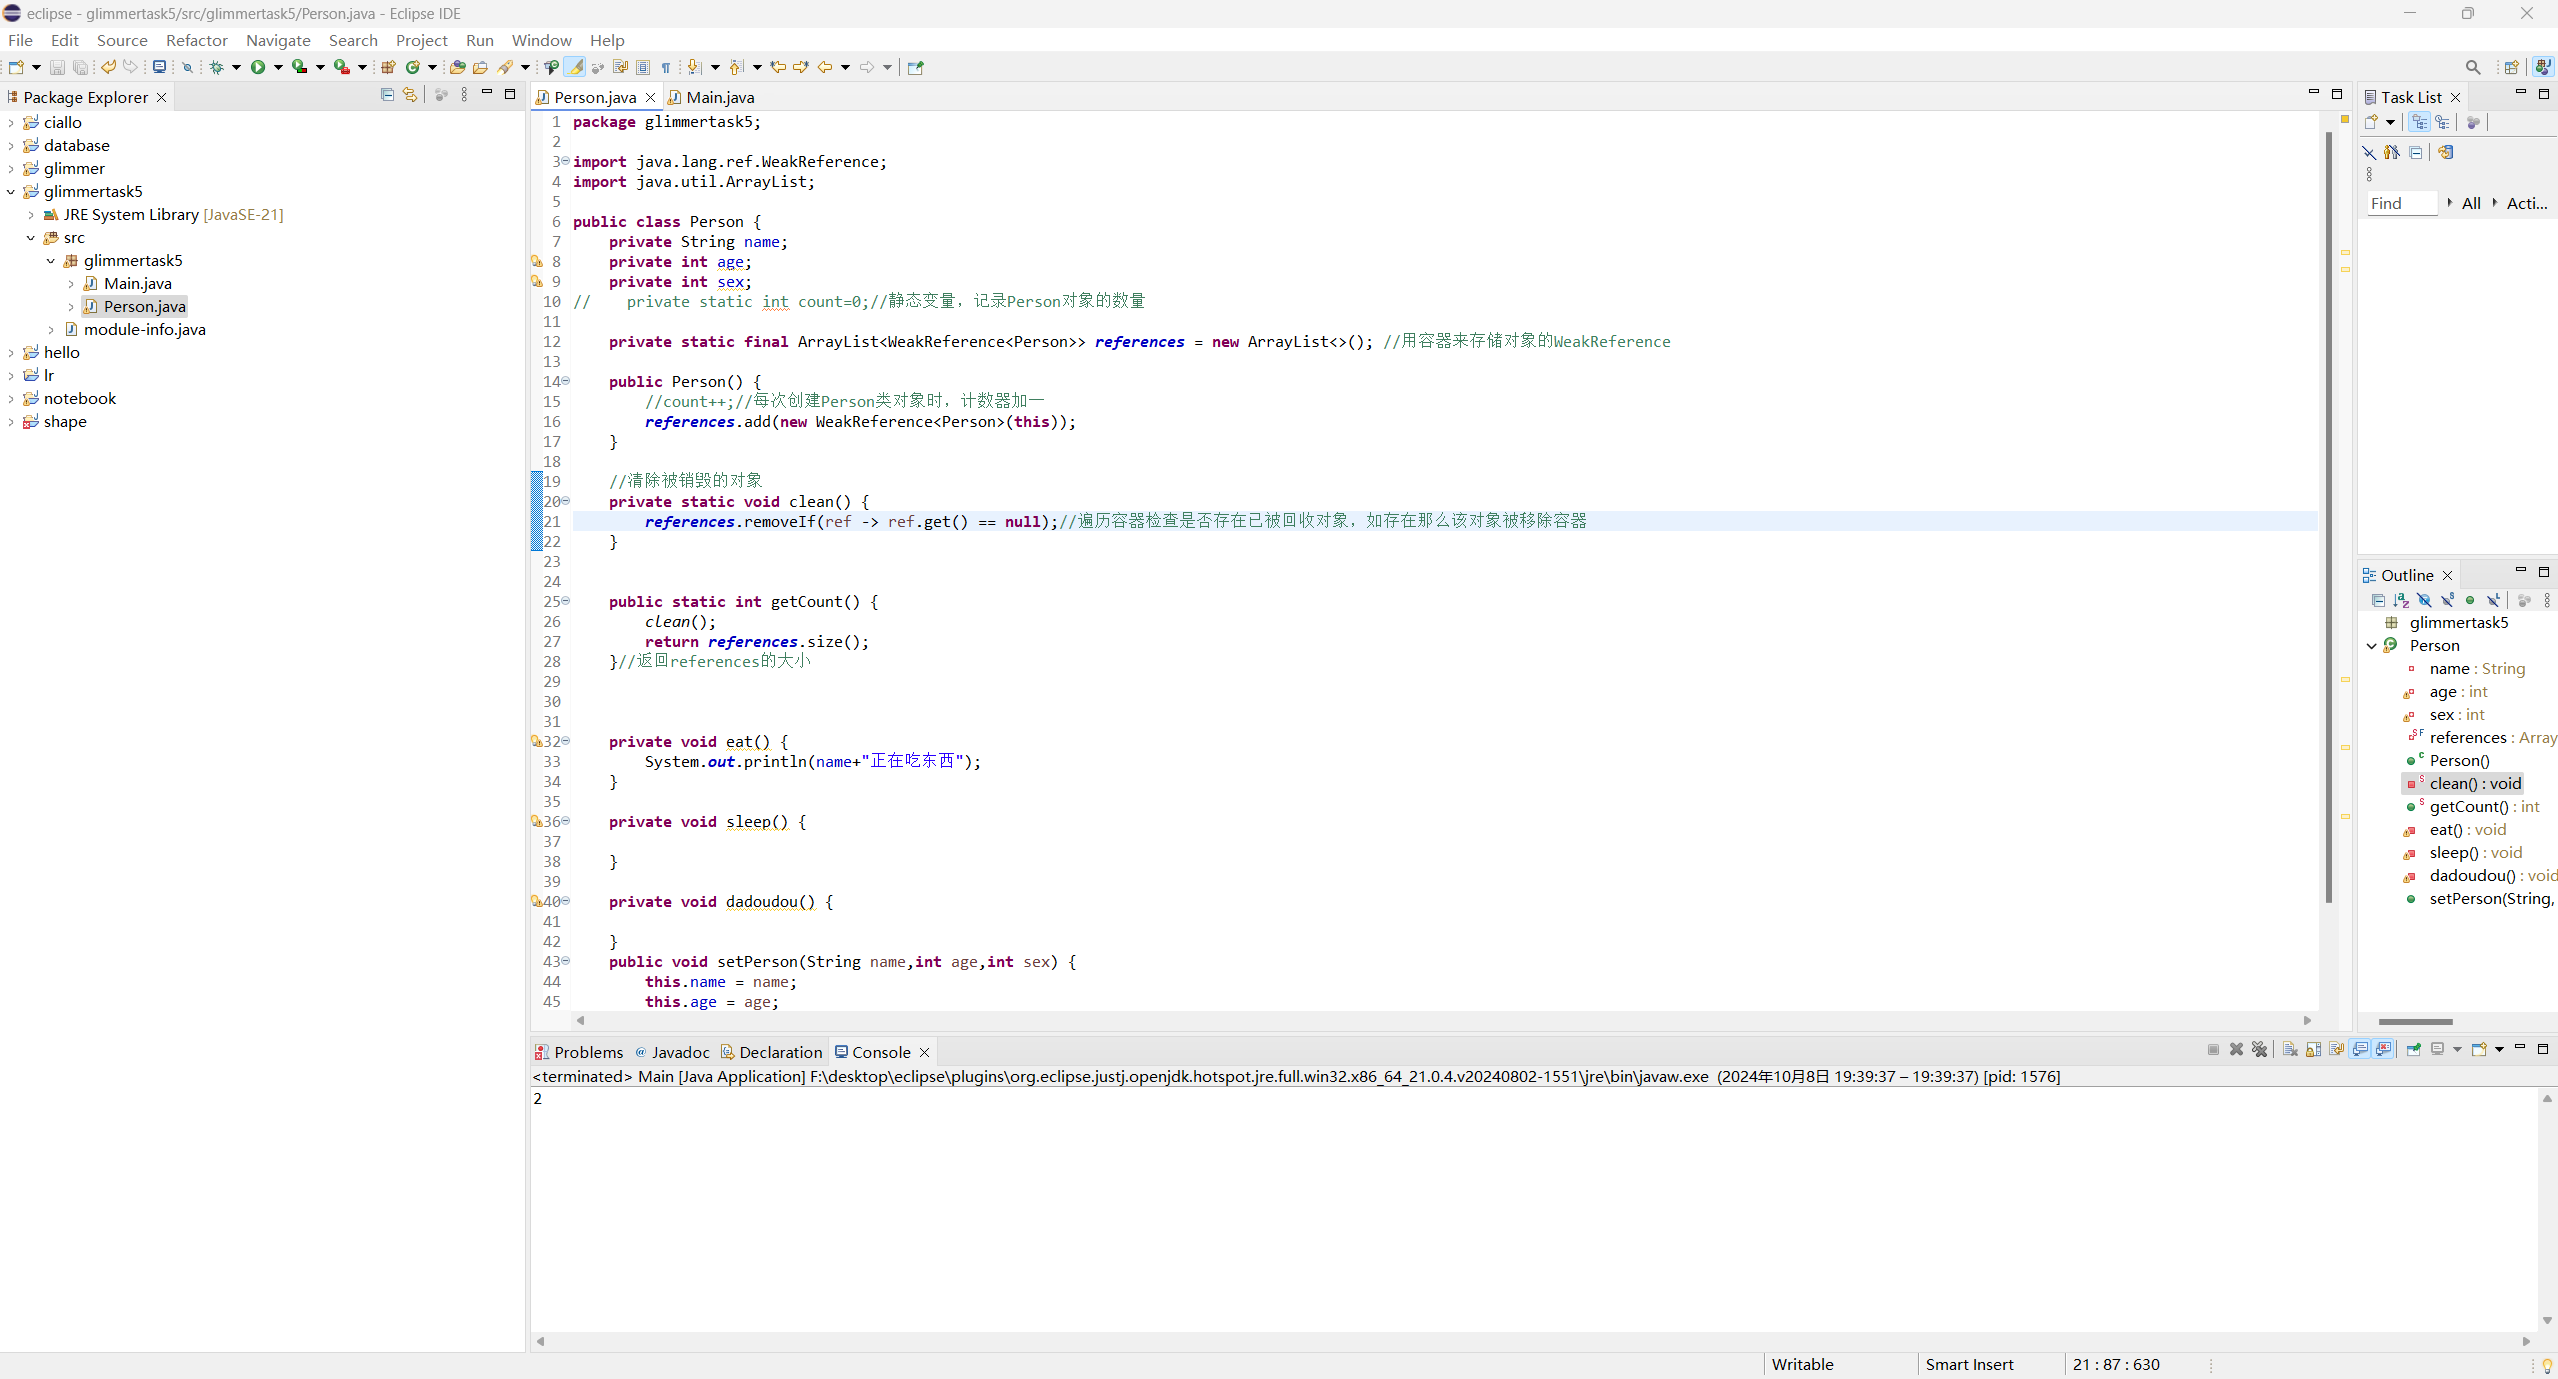 eclipse - glimmertask5/src/glimmertask5/Person.java - Eclipse IDE
File Edit Source Refactor Navigate Search Project Run Window Help
Package Explorer
ciallo
database
glimmer
glimmertask5
JRE System Library [JavaSE-21]
src
glimmertask5
Main.java
Person.java
module-info.java
hello
lr
notebook
shape
Person.java Main.java
1 package glimmertask5;
2
3 import java.lang.ref.WeakReference;
4 import java.util.ArrayList;
5
6 public class Person {
7     private String name;
8     private int age;
9     private int sex;
10 //    private static int count=0;//静态变量，记录Person对象的数量
11
12     private static final ArrayList<WeakReference<Person>> references = new ArrayList<>(); //用容器来存储对象的WeakReference
13
14     public Person() {
15         //count++;//每次创建Person类对象时，计数器加一
16         references.add(new WeakReference<Person>(this));
17     }
18
19     //清除被销毁的对象
20     private static void clean() {
21         references.removeIf(ref -> ref.get() == null);//遍历容器检查是否存在已被回收对象，如存在那么该对象被移除容器
22     }
23
24
25     public static int getCount() {
26         clean();
27         return references.size();
28     }//返回references的大小
29
30
31
32     private void eat() {
33         System.out.println(name+"正在吃东西");
34     }
35
36     private void sleep() {
37
38     }
39
40     private void dadoudou() {
41
42     }
43     public void setPerson(String name,int age,int sex) {
44         this.name = name;
45         this.age = age;
Task List
Find All Acti...
Outline
glimmertask5
Person
name : String
age : int
sex : int
references : Array
Person()
clean() : void
getCount() : int
eat() : void
sleep() : void
dadoudou() : void
setPerson(String,
Problems Javadoc Declaration Console
<terminated> Main [Java Application] F:\desktop\eclipse\plugins\org.eclipse.justj.openjdk.hotspot.jre.full.win32.x86_64_21.0.4.v20240802-1551\jre\bin\javaw.exe (2024年10月8日 19:39:37 – 19:39:37) [pid: 1576]
2
Writable Smart Insert 21 : 87 : 630